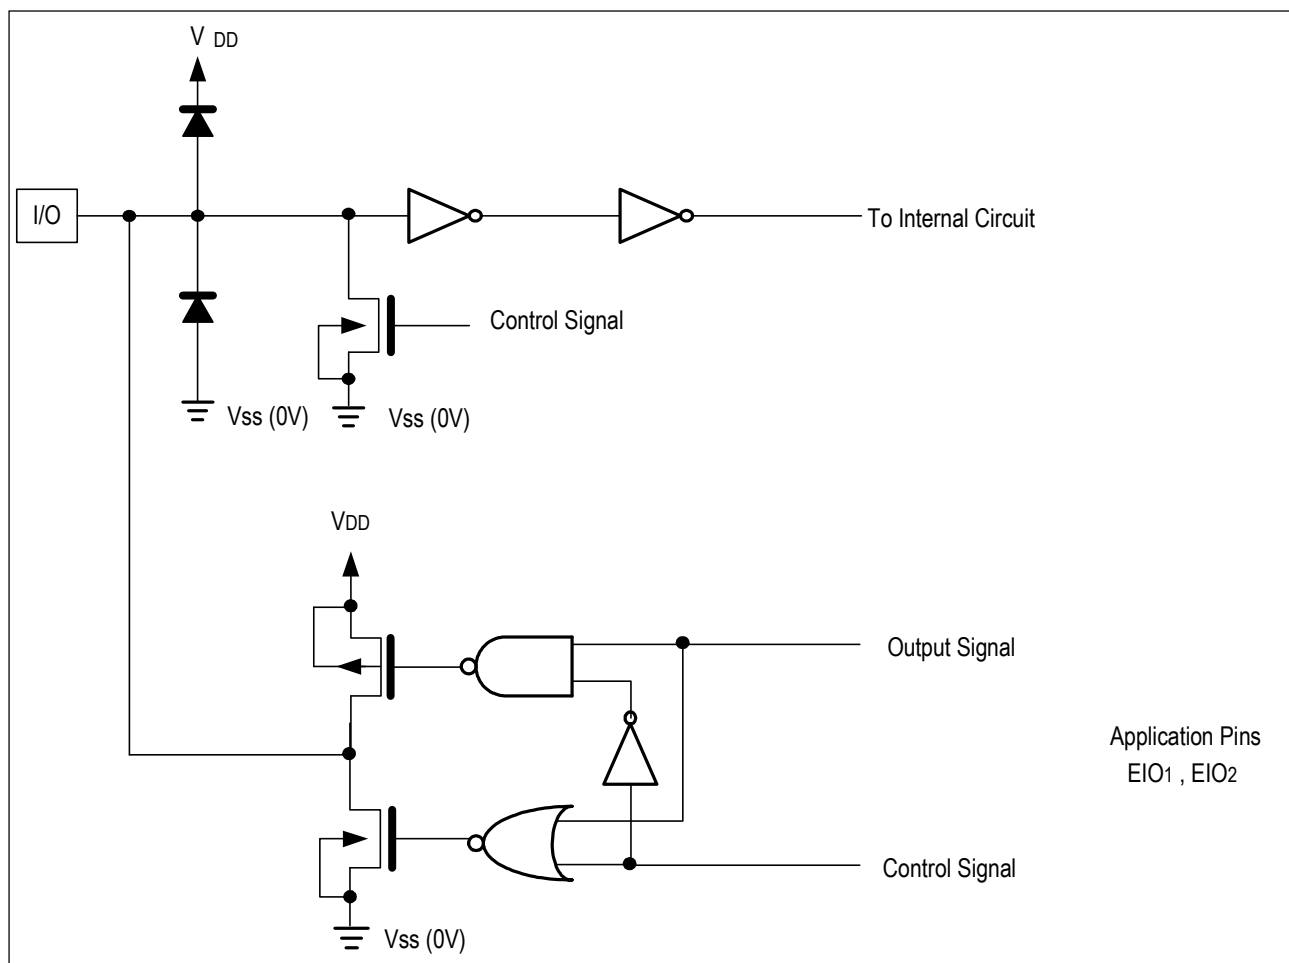 V DD
I/O
To Internal Circuit
Control Signal
Vss (0V)
Vss (0V)
VDD
Output Signal
Application Pins
EIO1 , EIO2
Control Signal
Vss (0V)